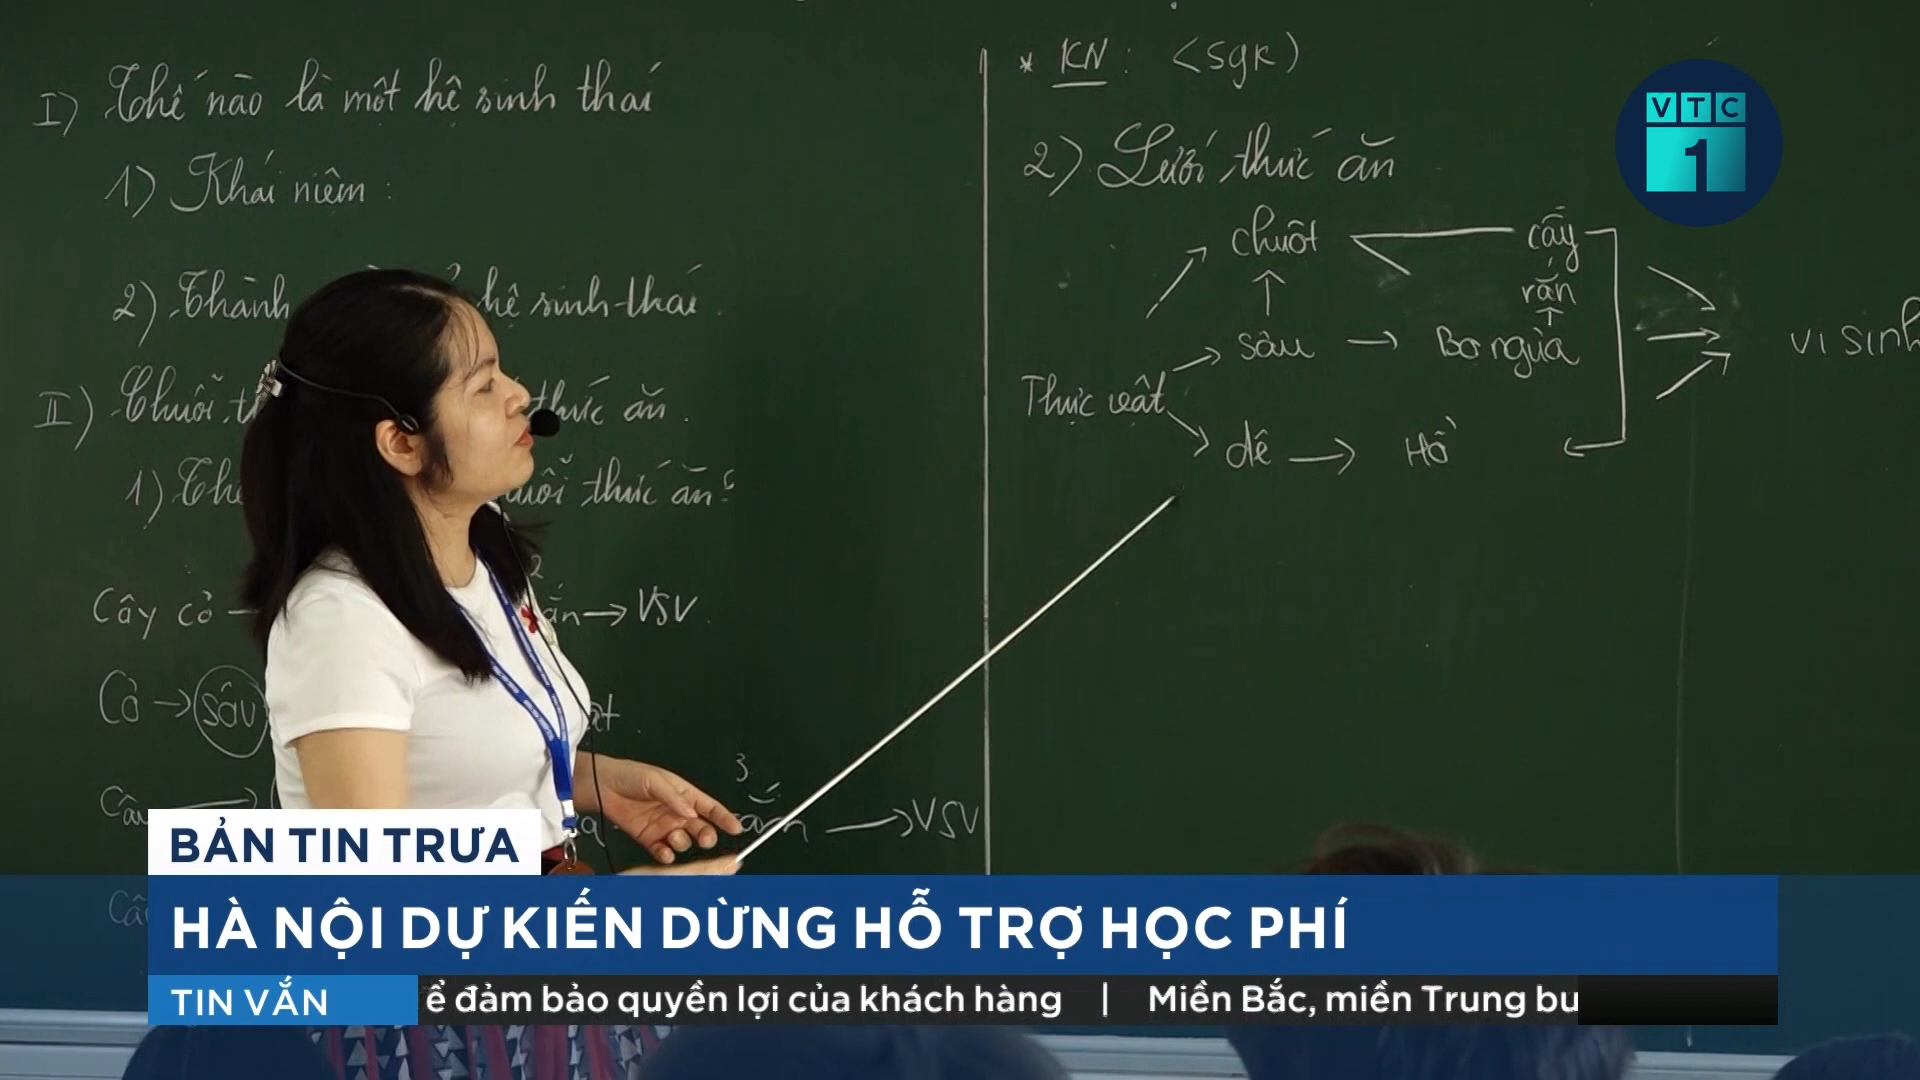 I) Thế nào là một hệ sinh thái
1) Khái niệm :
2) Thành hệ sinh thái .
II) Chuỗi thức ăn .
1) Thế chuỗi thức ăn ?
Cây cỏ → → VSV .
Cỏ → sâu
3
→ VSV
* KN : <SgK)
2) Lưới thức ăn
chuột cầy
rắn
sâu → Bọ ngựa
Thực vật
dê → Hổ
vi sinh
VTC
1
BẢN TIN TRƯA
HÀ NỘI DỰ KIẾN DỪNG HỖ TRỢ HỌC PHÍ
TIN VẮN
ể đảm bảo quyền lợi của khách hàng | Miền Bắc, miền Trung bu